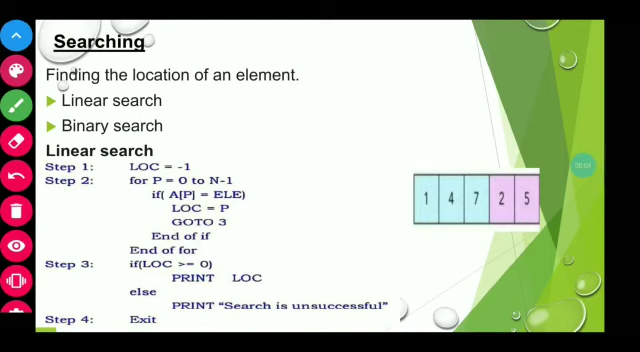 Searching
Finding the location of an element.
Linear search
Binary search
Linear search
Step 1: LOC = -1
Step 2: for P = 0 to N-1
if( A[P] = ELE)
LOC = P
GOTO 3
End of if
End of for
Step 3: if(LOC >= 0)
PRINT LOC
else
PRINT “Search is unsuccessful”
Step 4: Exit
1 4 7 2 5
00:04